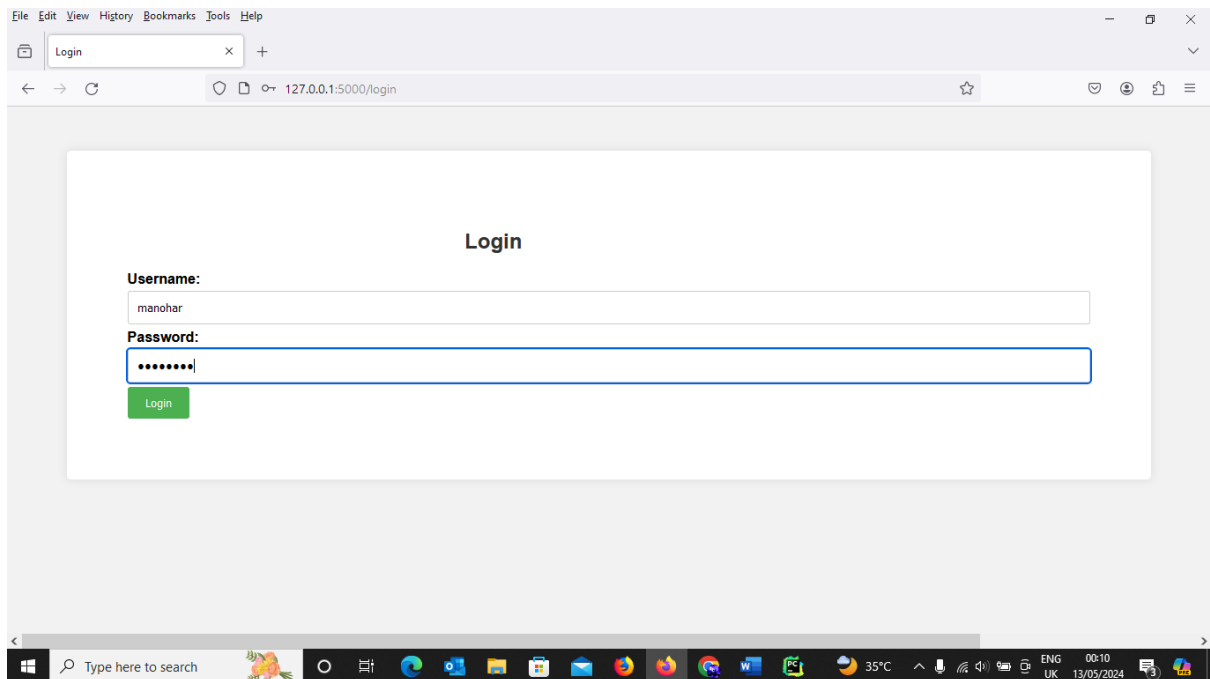 File Edit View History Bookmarks Tools Help
Login
127.0.0.1:5000/login
Login
Username:
manohar
Password:
••••••••
Login
Type here to search
35°C
ENG
UK
00:10
13/05/2024
3